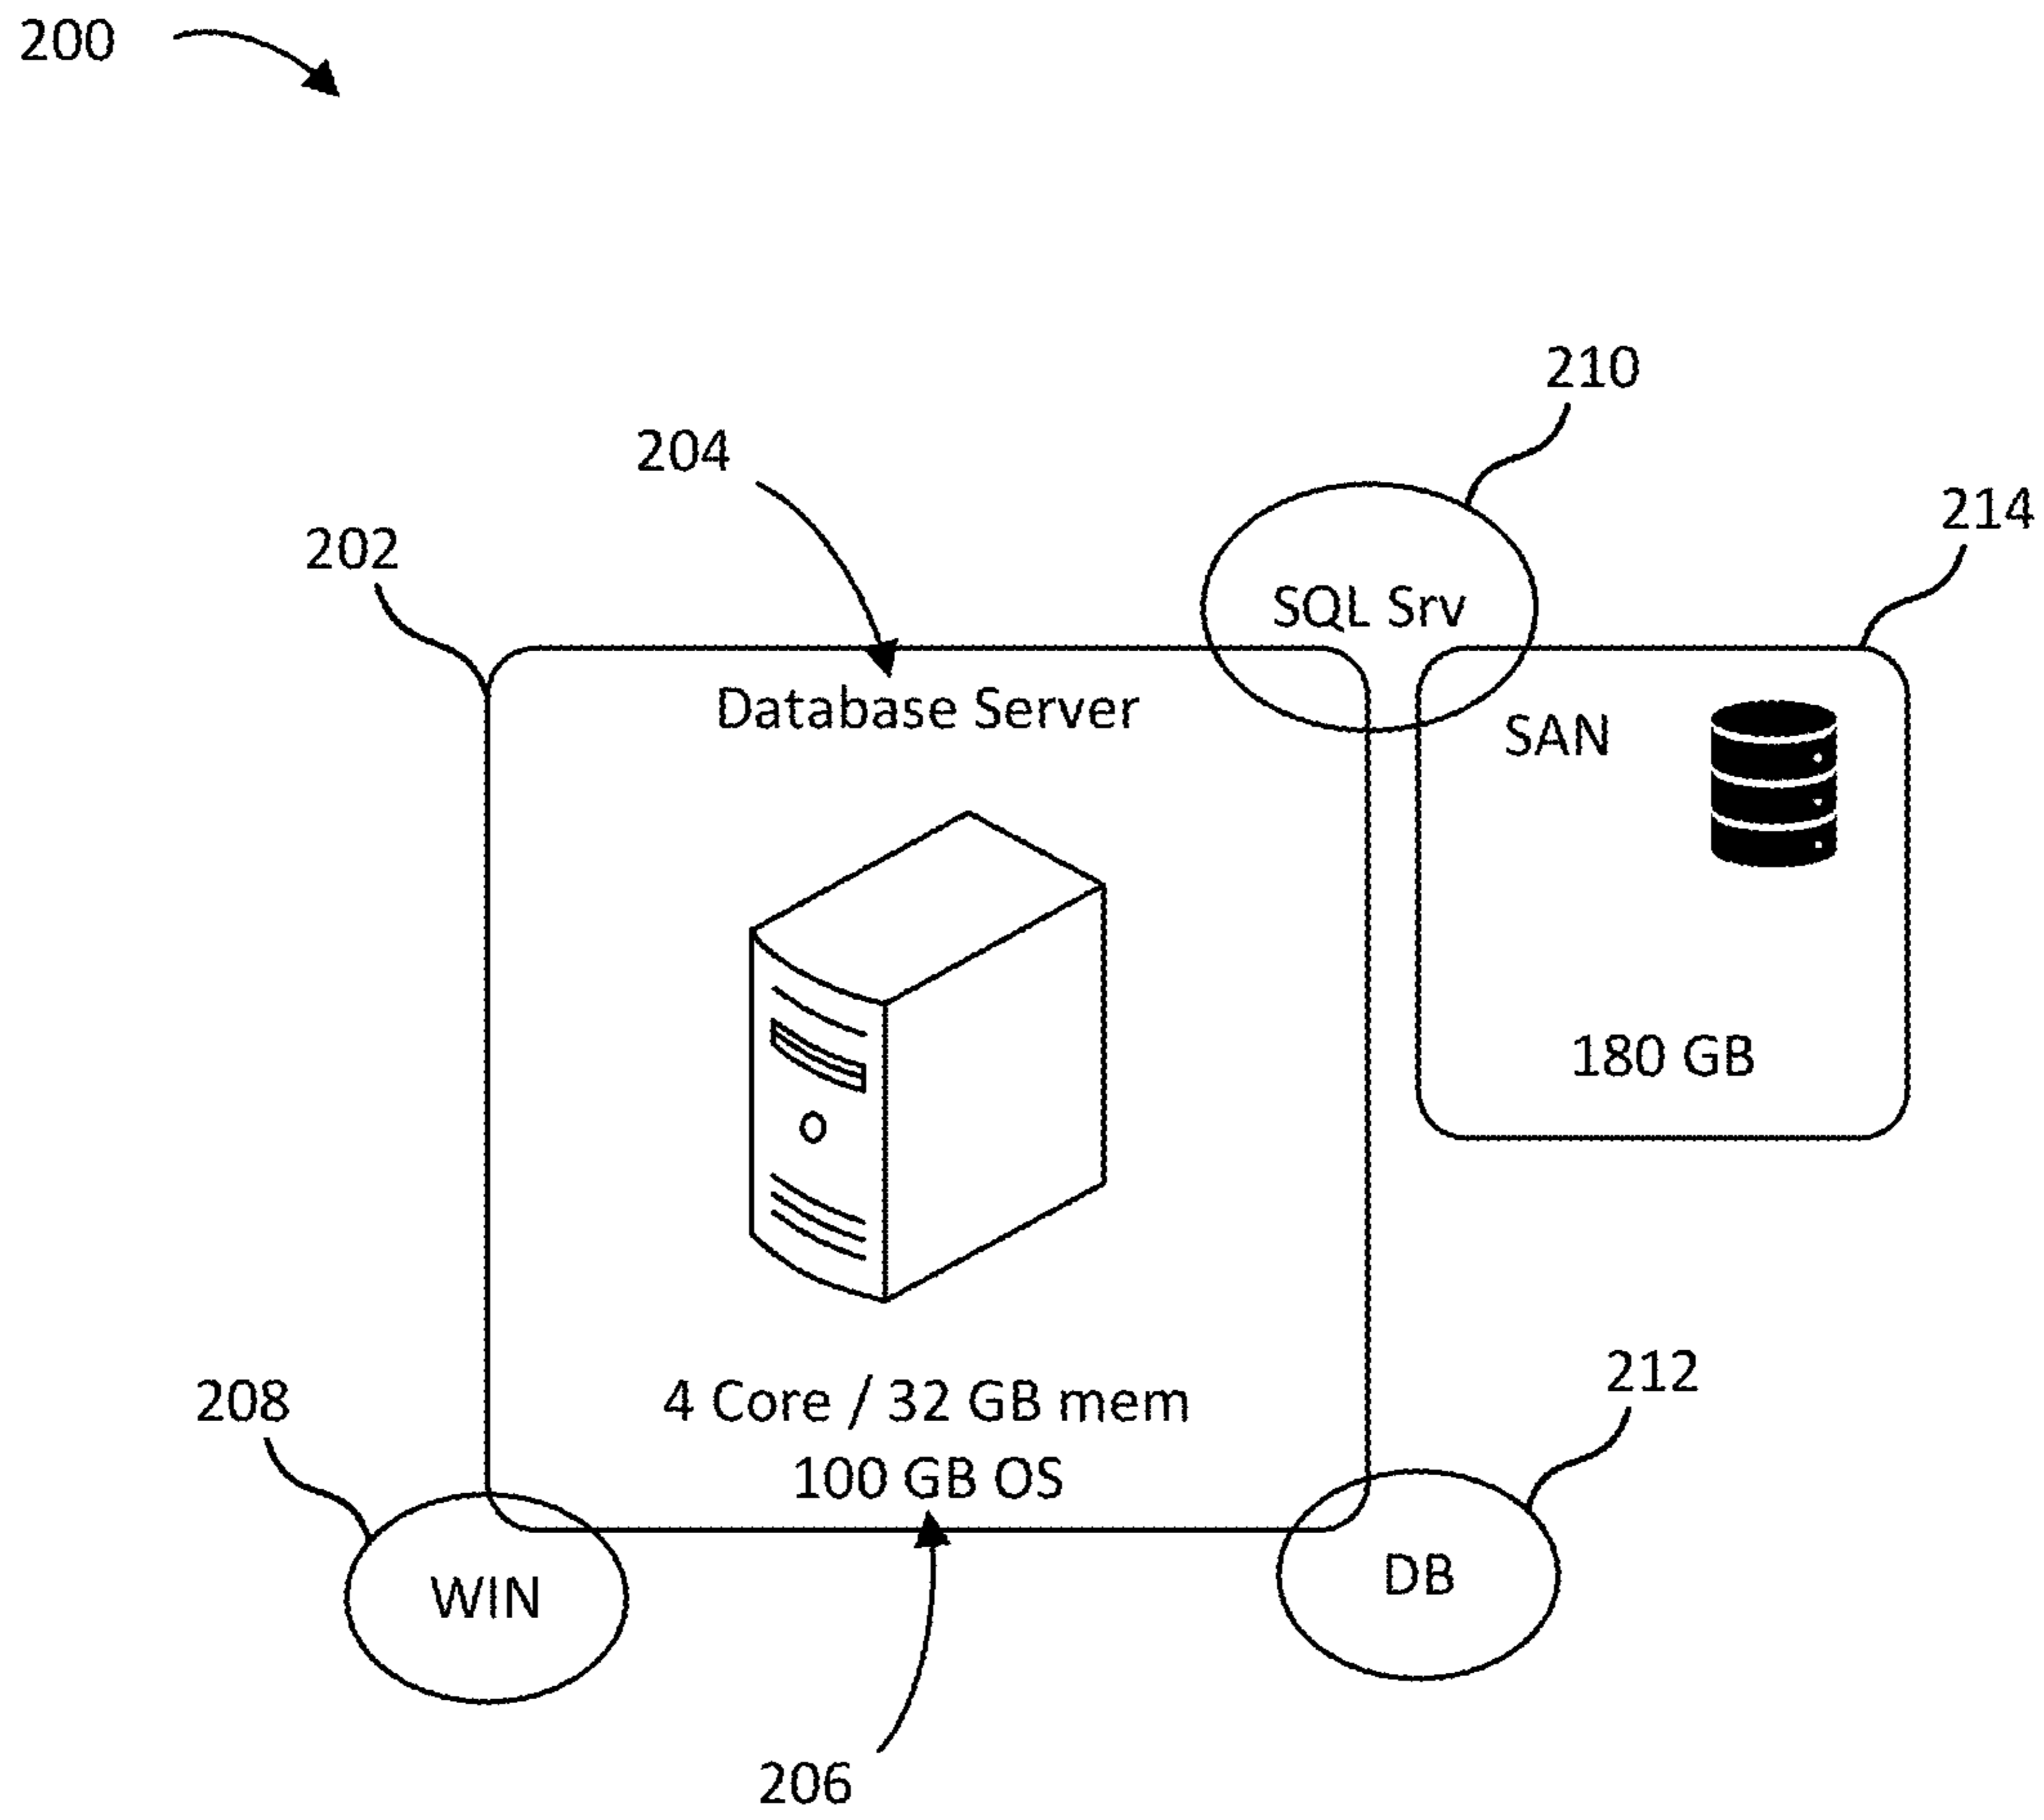 200
210
204
214
202
SQL Srv
Database Server
SAN
180 GB
212
208
4 Core / 32 GB mem
100 GB OS
DB
WIN
206